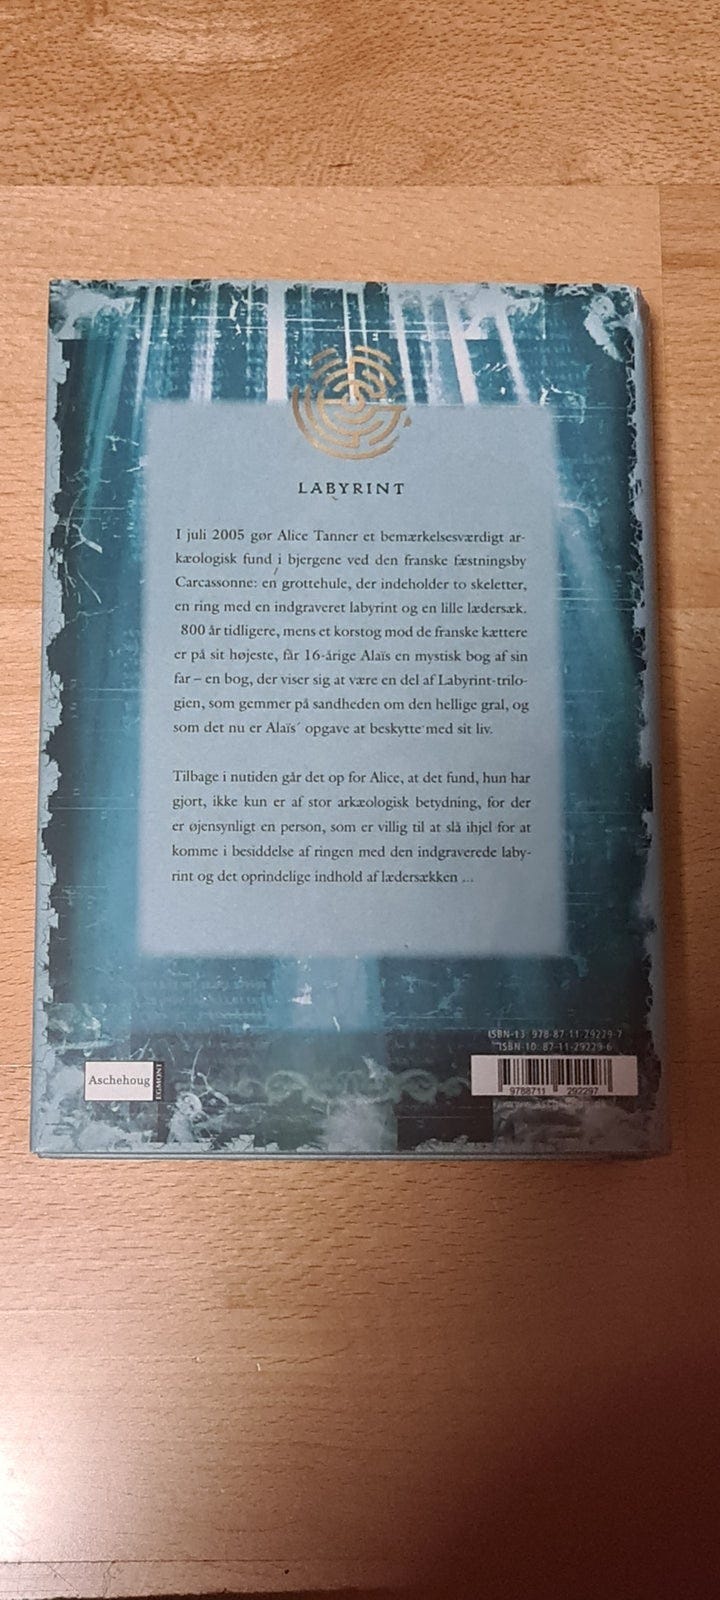 LABYRINT
I juli 2005 gør Alice Tanner et bemærkelsesværdigt ar-
kæologisk fund i bjergene ved den franske fæstningsby
Carcassonne: en grottehule, der indeholder to skeletter,
en ring med en indgraveret labyrint og en lille lædersæk.
800 år tidligere, mens et korstog mod de franske kættere
er på sit højeste, får 16-årige Alaïs en mystisk bog af sin
far – en bog, der viser sig at være en del af Labyrint-trilo-
gien, som gemmer på sandheden om den hellige gral, og
som det nu er Alaïs´ opgave at beskytte med sit liv.
Tilbage i nutiden går det op for Alice, at det fund, hun har
gjort, ikke kun er af stor arkæologisk betydning, for der
er øjensynligt en person, som er villig til at slå ihjel for at
komme i besiddelse af ringen med den indgraverede laby-
rint og det oprindelige indhold af lædersækken ...
ISBN-13: 978-87-11-29229-7
ISBN-10: 87-11-29229-6
9788711 292297
Aschehoug
EGMONT